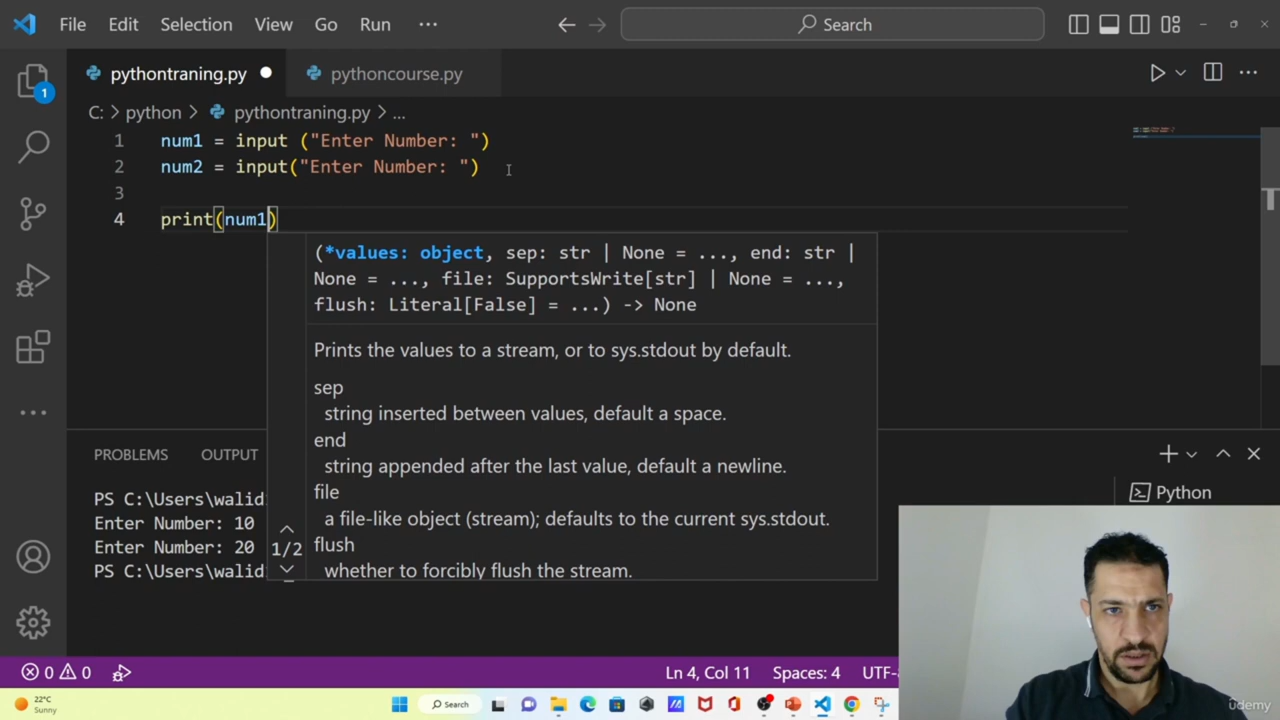 File Edit Selection View Go Run ··· Search
pythontraning.py pythoncourse.py
C: > python > pythontraning.py > ...
1 num1 = input ("Enter Number: ")
2 num2 = input("Enter Number: ")
3
4 print(num1)
(*values: object, sep: str | None = ..., end: str |
None = ..., file: SupportsWrite[str] | None = ...,
flush: Literal[False] = ...) -> None
Prints the values to a stream, or to sys.stdout by default.
sep
string inserted between values, default a space.
end
string appended after the last value, default a newline.
file
a file-like object (stream); defaults to the current sys.stdout.
flush
whether to forcibly flush the stream.
1/2
PROBLEMS OUTPUT
PS C:\Users\walid
Enter Number: 10
Enter Number: 20
PS C:\Users\walid
Python
1
0 0 Ln 4, Col 11 Spaces: 4 UTF-8
22°C
Sunny
Search
ûdemy